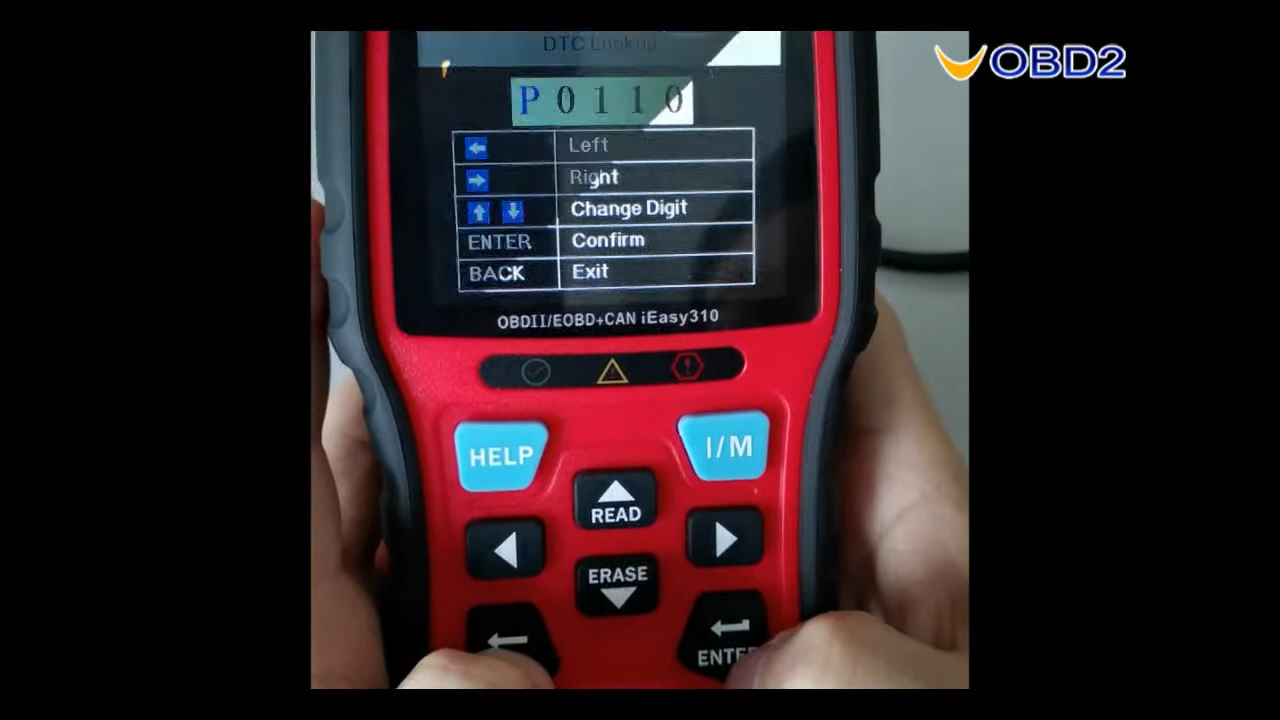 DTC Lookup
OBD2
P0110
Left
Right
Change Digit
ENTER Confirm
BACK Exit
OBDII/EOBD+CAN iEasy310
HELP
I/M
READ
ERASE
ENTER